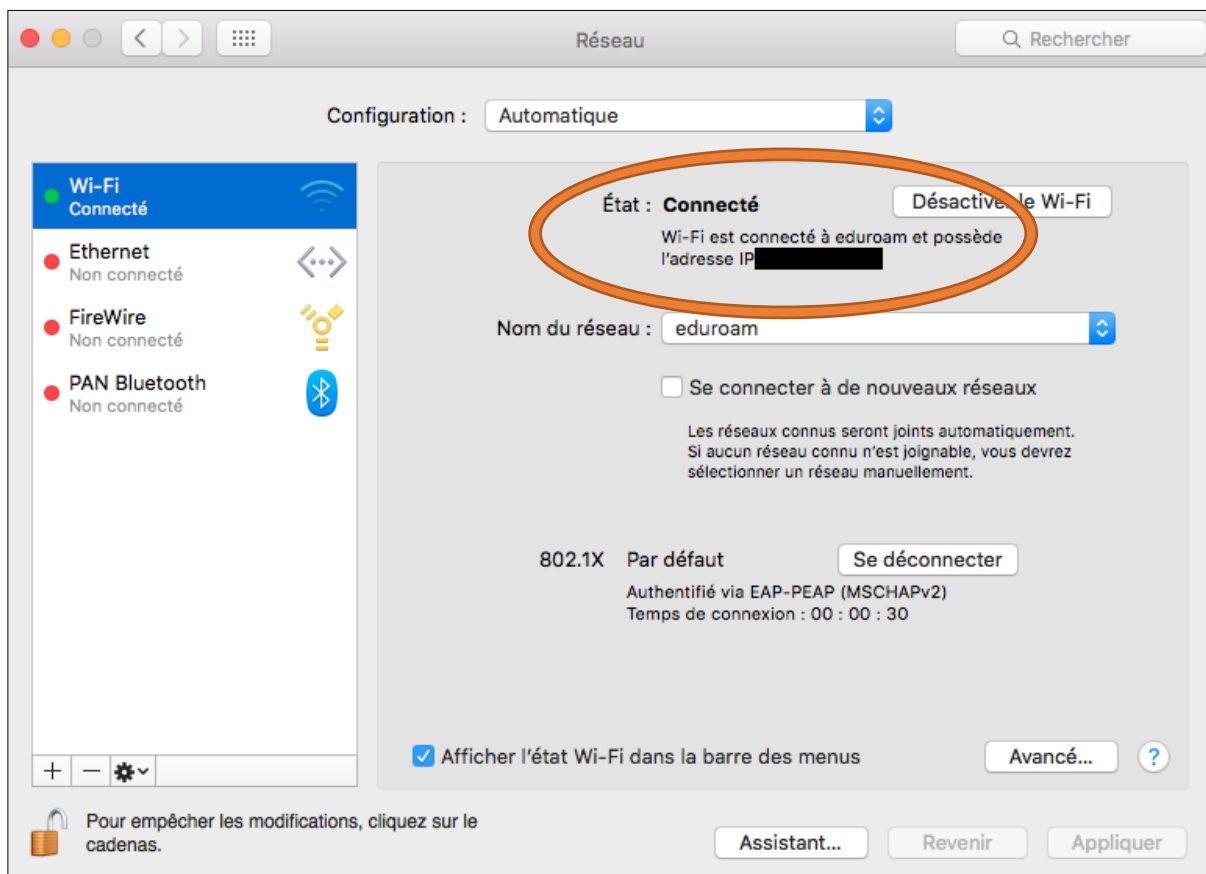 Réseau
Rechercher
Configuration : Automatique
Wi-Fi
Connecté
Ethernet
Non connecté
FireWire
Non connecté
PAN Bluetooth
Non connecté
État : Connecté
Désactiver le Wi-Fi
Wi-Fi est connecté à eduroam et possède
l'adresse IP
Nom du réseau : eduroam
Se connecter à de nouveaux réseaux
Les réseaux connus seront joints automatiquement.
Si aucun réseau connu n'est joignable, vous devrez
sélectionner un réseau manuellement.
802.1X Par défaut Se déconnecter
Authentifié via EAP-PEAP (MSCHAPv2)
Temps de connexion : 00 : 00 : 30
Afficher l'état Wi-Fi dans la barre des menus
Avancé... ?
Pour empêcher les modifications, cliquez sur le
cadenas.
Assistant... Revenir Appliquer